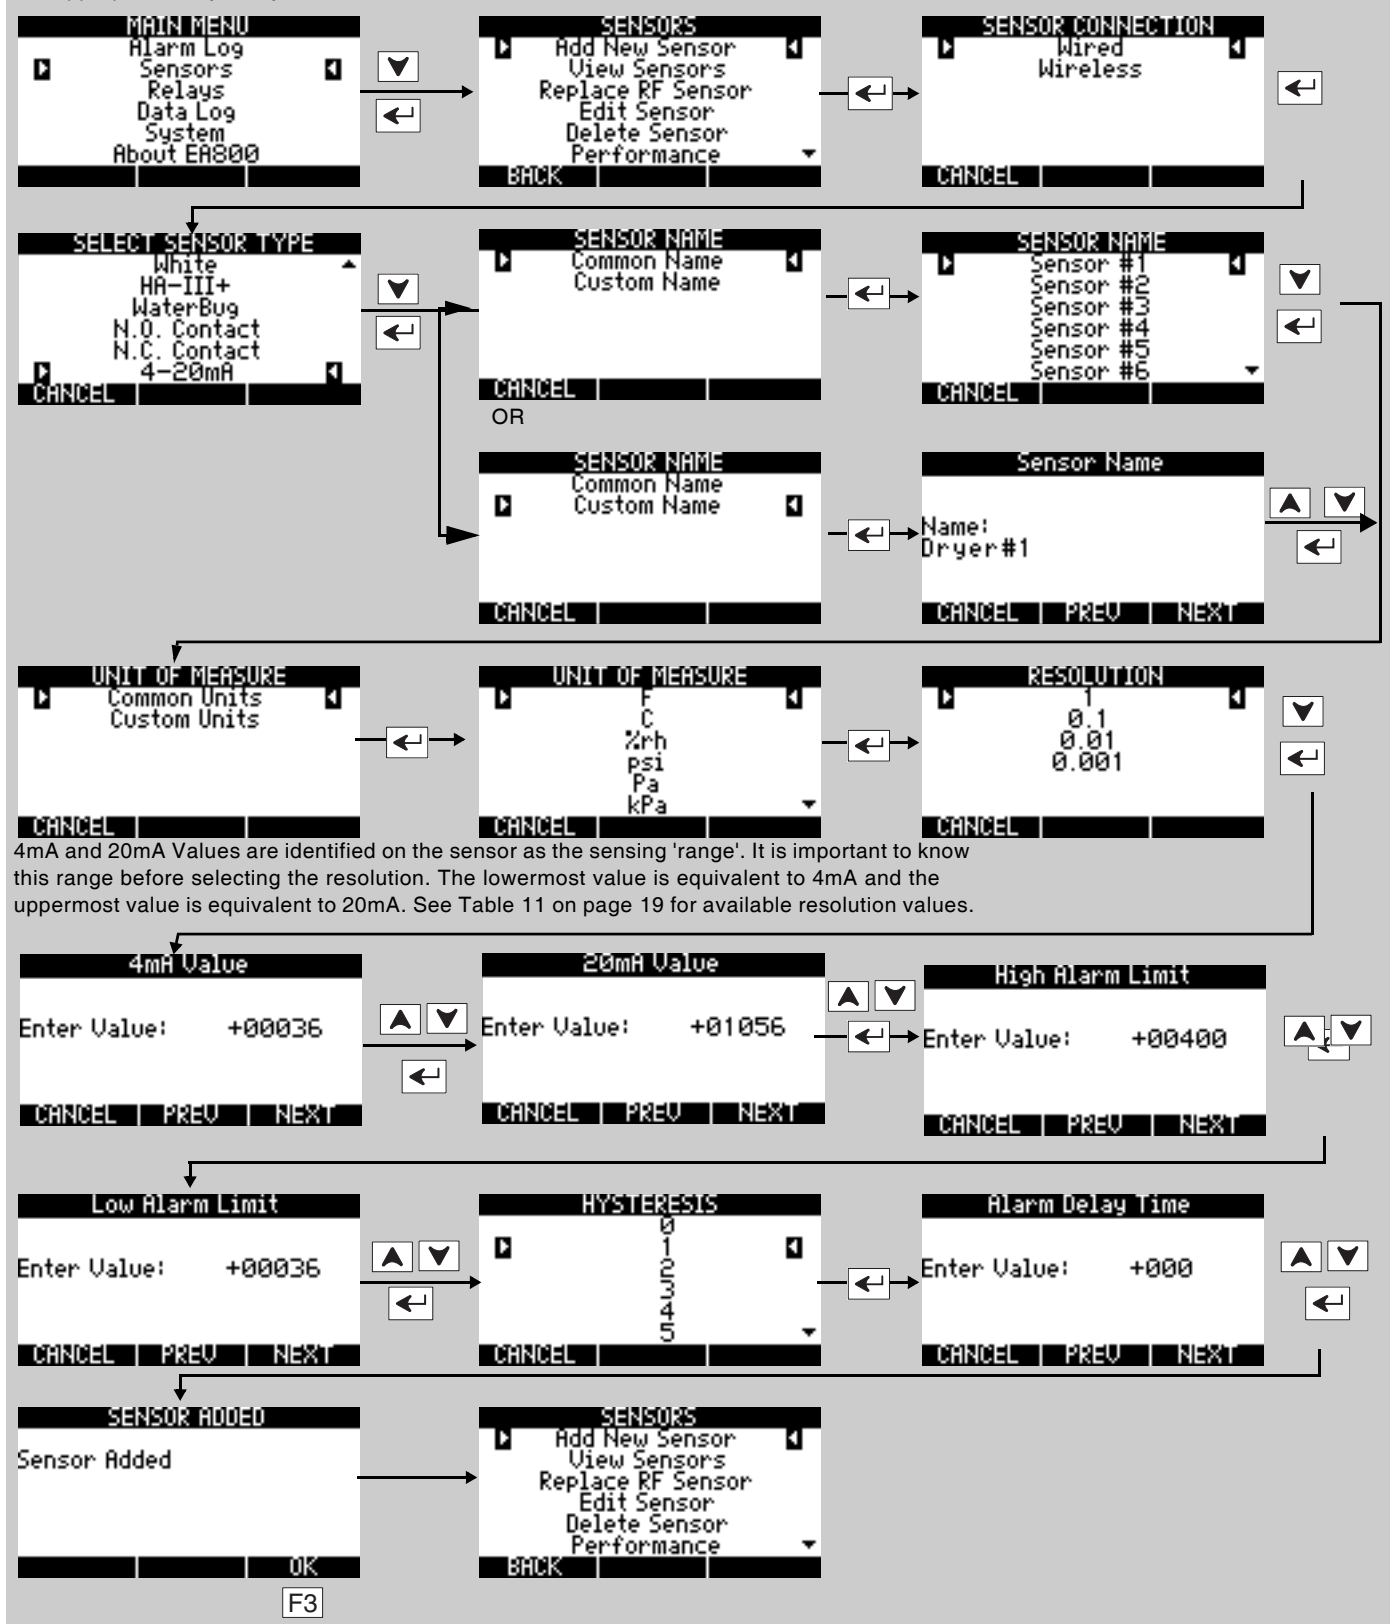 MAIN MENU
Alarm Log
Sensors
Relays
Data Log
System
About EA800
SENSORS
Add New Sensor
View Sensors
Replace RF Sensor
Edit Sensor
Delete Sensor
Performance
BACK
SENSOR CONNECTION
Wired
Wireless
CANCEL
SELECT SENSOR TYPE
White
HA-III+
WaterBug
N.O. Contact
N.C. Contact
4-20mA
CANCEL
SENSOR NAME
Common Name
Custom Name
CANCEL
OR
SENSOR NAME
Sensor #1
Sensor #2
Sensor #3
Sensor #4
Sensor #5
Sensor #6
CANCEL
SENSOR NAME
Common Name
Custom Name
CANCEL
Sensor Name
Name:
Dryer#1
CANCEL PREV NEXT
UNIT OF MEASURE
Common Units
Custom Units
CANCEL
UNIT OF MEASURE
F
C
%rh
psi
Pa
kPa
CANCEL
RESOLUTION
1
0.1
0.01
0.001
CANCEL
4mA and 20mA Values are identified on the sensor as the sensing 'range'. It is important to know
this range before selecting the resolution. The lowermost value is equivalent to 4mA and the
uppermost value is equivalent to 20mA. See Table 11 on page 19 for available resolution values.
4mA Value
Enter Value: +00036
CANCEL PREV NEXT
20mA Value
Enter Value: +01056
CANCEL PREV NEXT
High Alarm Limit
Enter Value: +00400
CANCEL PREV NEXT
Low Alarm Limit
Enter Value: +00036
CANCEL PREV NEXT
HYSTERESIS
0
1
2
3
4
5
CANCEL
Alarm Delay Time
Enter Value: +000
CANCEL PREV NEXT
SENSOR ADDED
Sensor Added
OK
F3
SENSORS
Add New Sensor
View Sensors
Replace RF Sensor
Edit Sensor
Delete Sensor
Performance
BACK